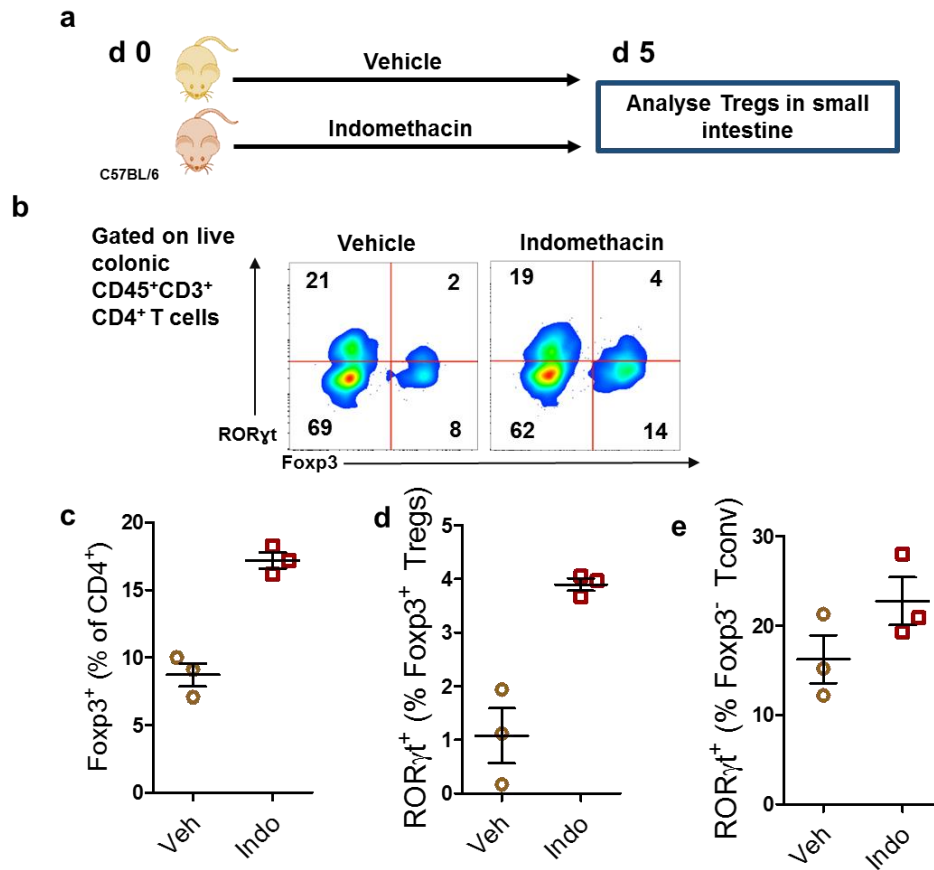 a
d 0
Vehicle
Indomethacin
C57BL/6
d 5
Analyse Tregs in small
intestine
b
Gated on live
colonic
CD45⁺CD3⁺
CD4⁺ T cells
Vehicle
Indomethacin
21 2
69 8
19 4
62 14
RORɣt
Foxp3
c
Foxp3⁺ (% of CD4⁺)
20
15
10
5
0
Veh Indo
d
RORγt⁺ (% Foxp3⁺ Tregs)
5
4
3
2
1
0
Veh Indo
e
RORγt⁺ (% Foxp3⁻ Tconv)
30
20
10
0
Veh Indo